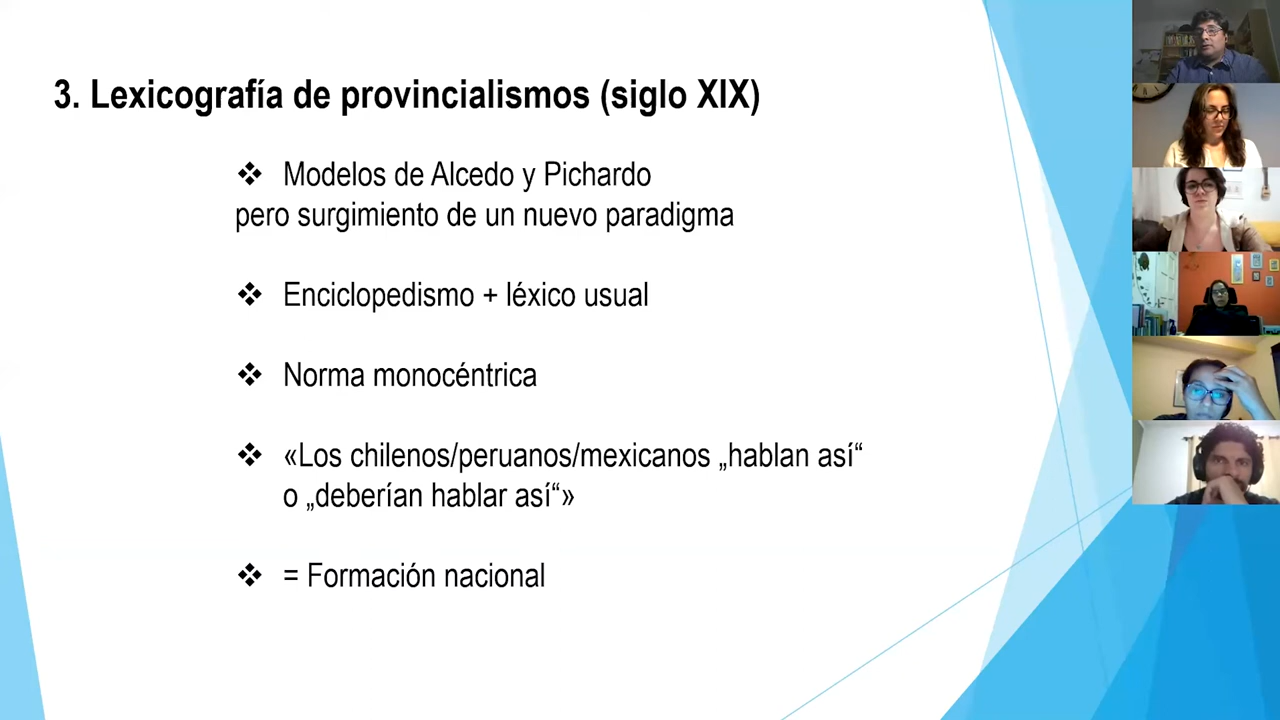 3. Lexicografía de provincialismos (siglo XIX)
❖ Modelos de Alcedo y Pichardo
pero surgimiento de un nuevo paradigma
❖ Enciclopedismo + léxico usual
❖ Norma monocéntrica
❖ «Los chilenos/peruanos/mexicanos „hablan así“
o „deberían hablar así“»
❖ = Formación nacional